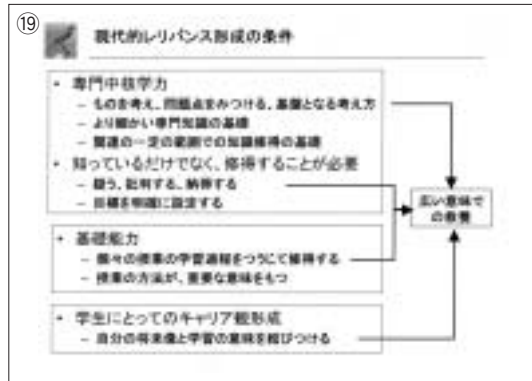 ⑲
現代的レリバンス形成の条件
• 専門中核学力
– ものを考え、問題点をみつける、基盤となる考え方
– より細かい専門知識の基礎
– 関連の一定の範囲での知識獲得の基礎
• 知っているだけでなく、修得することが必要
– 疑う、批判する、納得する
– 目標を明確に設定する
• 基礎能力
– 個々の授業の学習過程をつうじて獲得する
– 授業の方法が、重要な意味をもつ
• 学生にとってのキャリア観形成
– 自分の将来像と学習の意味を結びつける
広い意味で
の教養